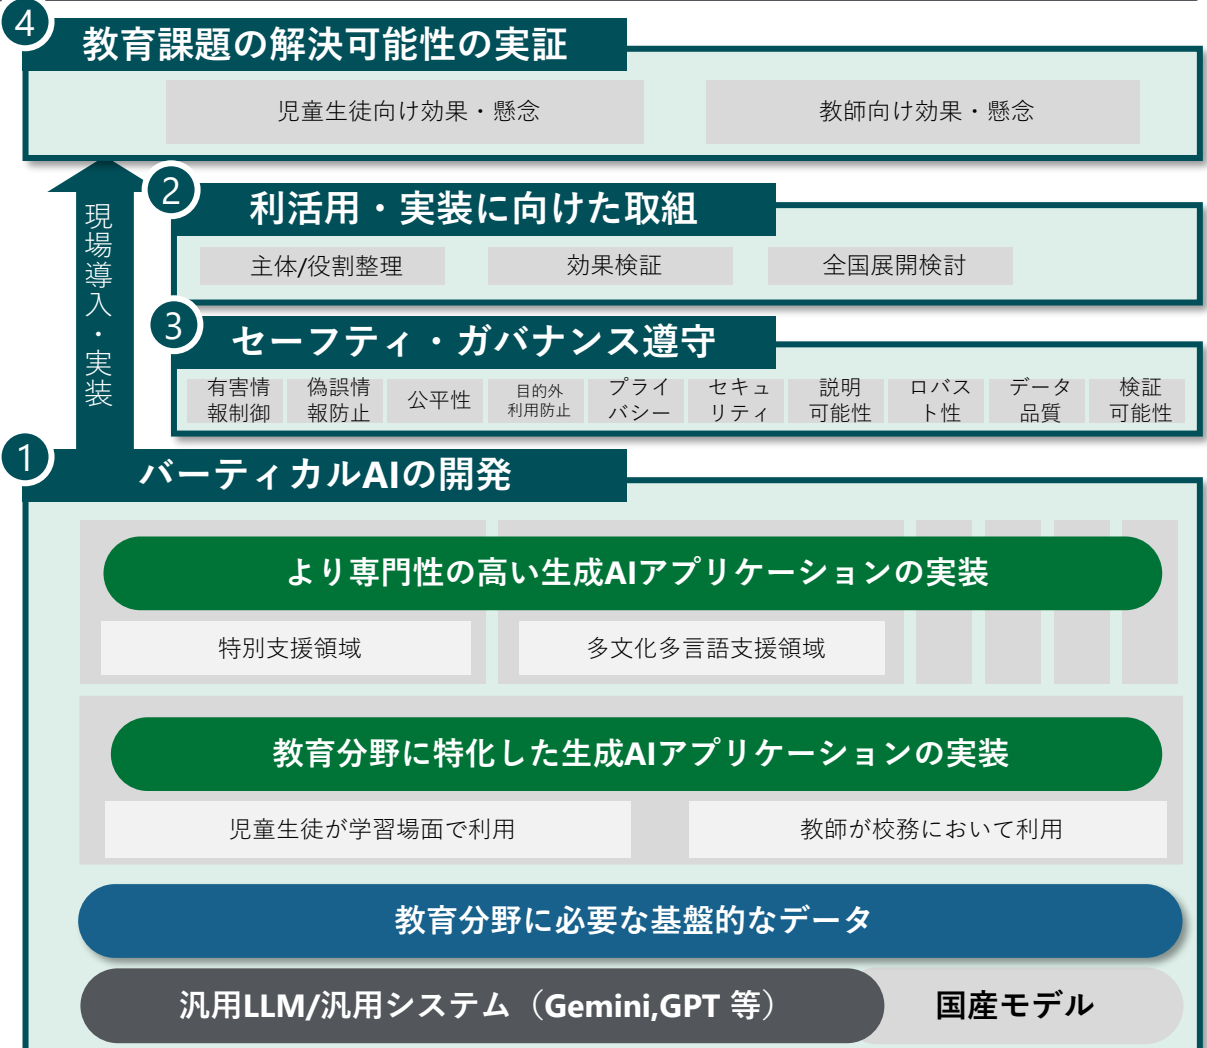 4
教育課題の解決可能性の実証
児童生徒向け効果・懸念
教師向け効果・懸念
現場導入・実装
2
利活用・実装に向けた取組
主体/役割整理
効果検証
全国展開検討
3
セーフティ・ガバナンス遵守
有害情
報制御
偽誤情
報防止
公平性
目的外
利用防止
プライ
バシー
セキュ
リティ
説明
可能性
ロバス
ト性
データ
品質
検証
可能性
1
バーティカルAIの開発
より専門性の高い生成AIアプリケーションの実装
特別支援領域
多文化多言語支援領域
教育分野に特化した生成AIアプリケーションの実装
児童生徒が学習場面で利用
教師が校務において利用
教育分野に必要な基盤的なデータ
汎用LLM/汎用システム（Gemini,GPT 等）
国産モデル